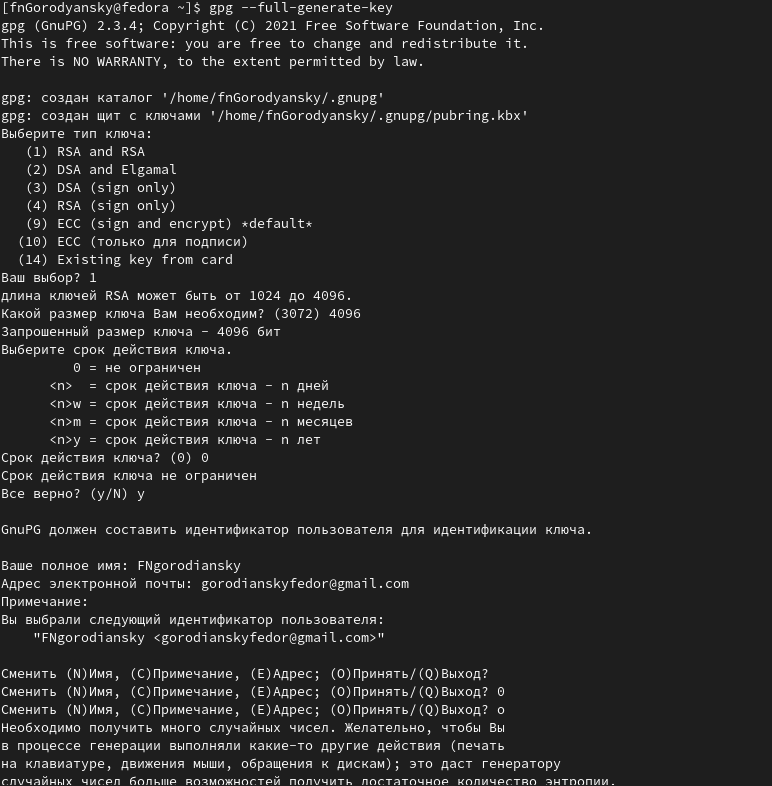 [fnGorodyansky@fedora ~]$ gpg --full-generate-key
gpg (GnuPG) 2.3.4; Copyright (C) 2021 Free Software Foundation, Inc.
This is free software: you are free to change and redistribute it.
There is NO WARRANTY, to the extent permitted by law.

gpg: создан каталог '/home/fnGorodyansky/.gnupg'
gpg: создан щит с ключами '/home/fnGorodyansky/.gnupg/pubring.kbx'
Выберите тип ключа:
   (1) RSA and RSA
   (2) DSA and Elgamal
   (3) DSA (sign only)
   (4) RSA (sign only)
   (9) ECC (sign and encrypt) *default*
  (10) ECC (только для подписи)
  (14) Existing key from card
Ваш выбор? 1
длина ключей RSA может быть от 1024 до 4096.
Какой размер ключа Вам необходим? (3072) 4096
Запрошенный размер ключа - 4096 бит
Выберите срок действия ключа.
         0 = не ограничен
      <n>  = срок действия ключа - n дней
      <n>w = срок действия ключа - n недель
      <n>m = срок действия ключа - n месяцев
      <n>y = срок действия ключа - n лет
Срок действия ключа? (0) 0
Срок действия ключа не ограничен
Все верно? (y/N) y

GnuPG должен составить идентификатор пользователя для идентификации ключа.

Ваше полное имя: FNgorodiansky
Адрес электронной почты: gorodianskyfedor@gmail.com
Примечание:
Вы выбрали следующий идентификатор пользователя:
    "FNgorodiansky <gorodianskyfedor@gmail.com>"

Сменить (N)Имя, (C)Примечание, (E)Адрес; (O)Принять/(Q)Выход?
Сменить (N)Имя, (C)Примечание, (E)Адрес; (O)Принять/(Q)Выход? 0
Сменить (N)Имя, (C)Примечание, (E)Адрес; (O)Принять/(Q)Выход? o
Необходимо получить много случайных чисел. Желательно, чтобы Вы
в процессе генерации выполняли какие-то другие действия (печать
на клавиатуре, движения мыши, обращения к дискам); это даст генератору
случайных чисел больше возможностей получить достаточное количество энтропии.